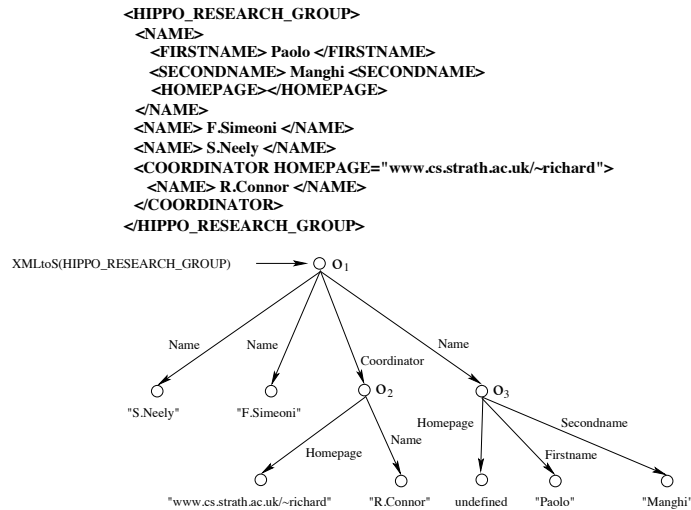 <HIPPO_RESEARCH_GROUP>
<NAME>
<FIRSTNAME> Paolo </FIRSTNAME>
<SECONDNAME> Manghi <SECONDNAME>
<HOMEPAGE></HOMEPAGE>
</NAME>
<NAME> F.Simeoni </NAME>
<NAME> S.Neely </NAME>
<COORDINATOR HOMEPAGE="www.cs.strath.ac.uk/~richard">
<NAME> R.Connor </NAME>
</COORDINATOR>
</HIPPO_RESEARCH_GROUP>
XMLtoS(HIPPO_RESEARCH_GROUP) O1
Name Name Coordinator Name
"S.Neely" "F.Simeoni" O2 O3
Homepage Name Homepage Firstname Secondname
"www.cs.strath.ac.uk/~richard" "R.Connor" undefined "Paolo" "Manghi"